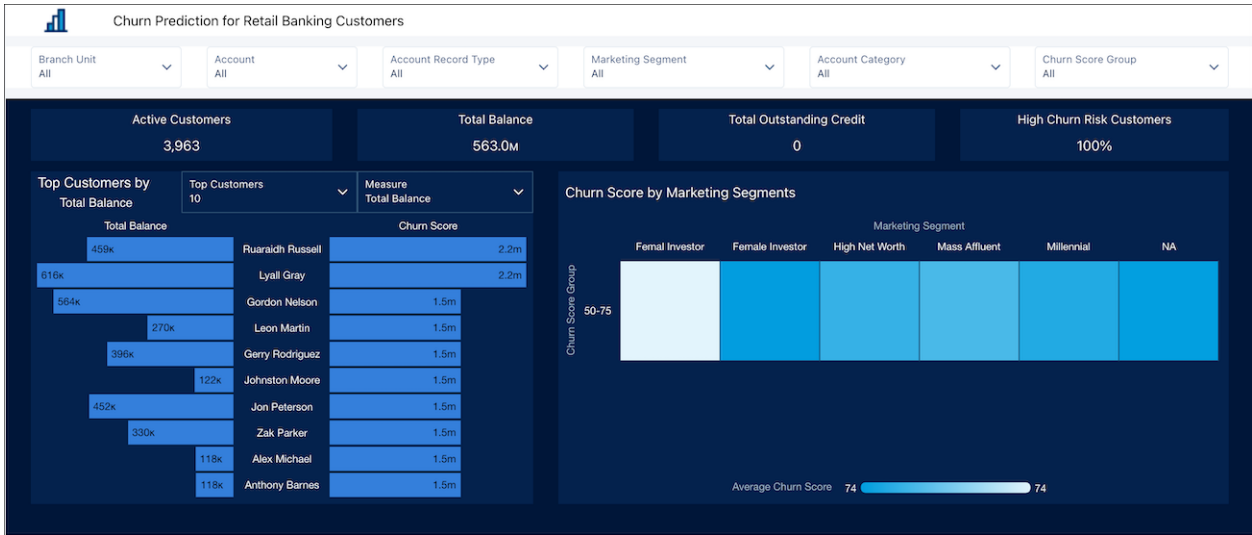 Churn Prediction for Retail Banking Customers
Branch Unit
All
Account
All
Account Record Type
All
Marketing Segment
All
Account Category
All
Churn Score Group
All
Active Customers
3,963
Total Balance
563.0M
Total Outstanding Credit
0
High Churn Risk Customers
100%
Top Customers by
Total Balance
Top Customers
10
Measure
Total Balance
Total Balance
Churn Score
459K Ruaraidh Russell 2.2m
616K Lyall Gray 2.2m
564K Gordon Nelson 1.5m
270K Leon Martin 1.5m
396K Gerry Rodriguez 1.5m
122K Johnston Moore 1.5m
452K Jon Peterson 1.5m
330K Zak Parker 1.5m
118K Alex Michael 1.5m
118K Anthony Barnes 1.5m
Churn Score by Marketing Segments
Marketing Segment
Femal Investor Female Investor High Net Worth Mass Affluent Millennial NA
Churn Score Group
50-75
Average Churn Score 74 74